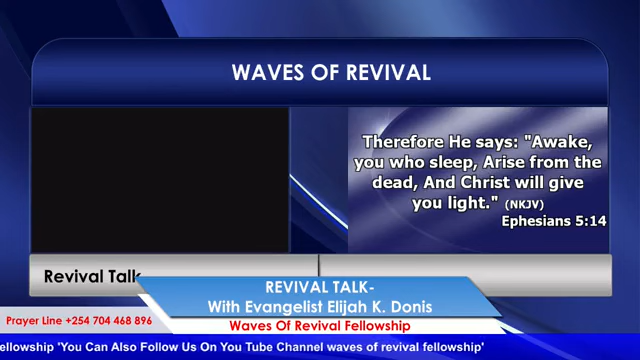 WAVES OF REVIVAL
Therefore He says: "Awake,
you who sleep, Arise from the
dead, And Christ will give
you light." (NKJV)
Ephesians 5:14
Revival Talk
REVIVAL TALK-
With Evangelist Elijah K. Donis
Prayer Line +254 704 468 896
Waves Of Revival Fellowship
ellowship 'You Can Also Follow Us On You Tube Channel waves of revival fellowship'